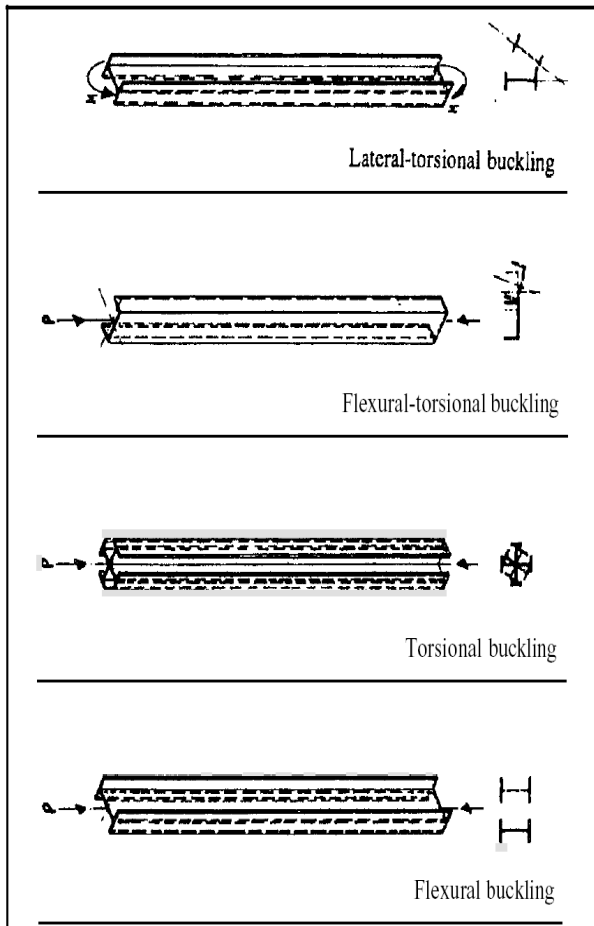 Lateral-torsional buckling
P
Flexural-torsional buckling
P
Torsional buckling
P
Flexural buckling